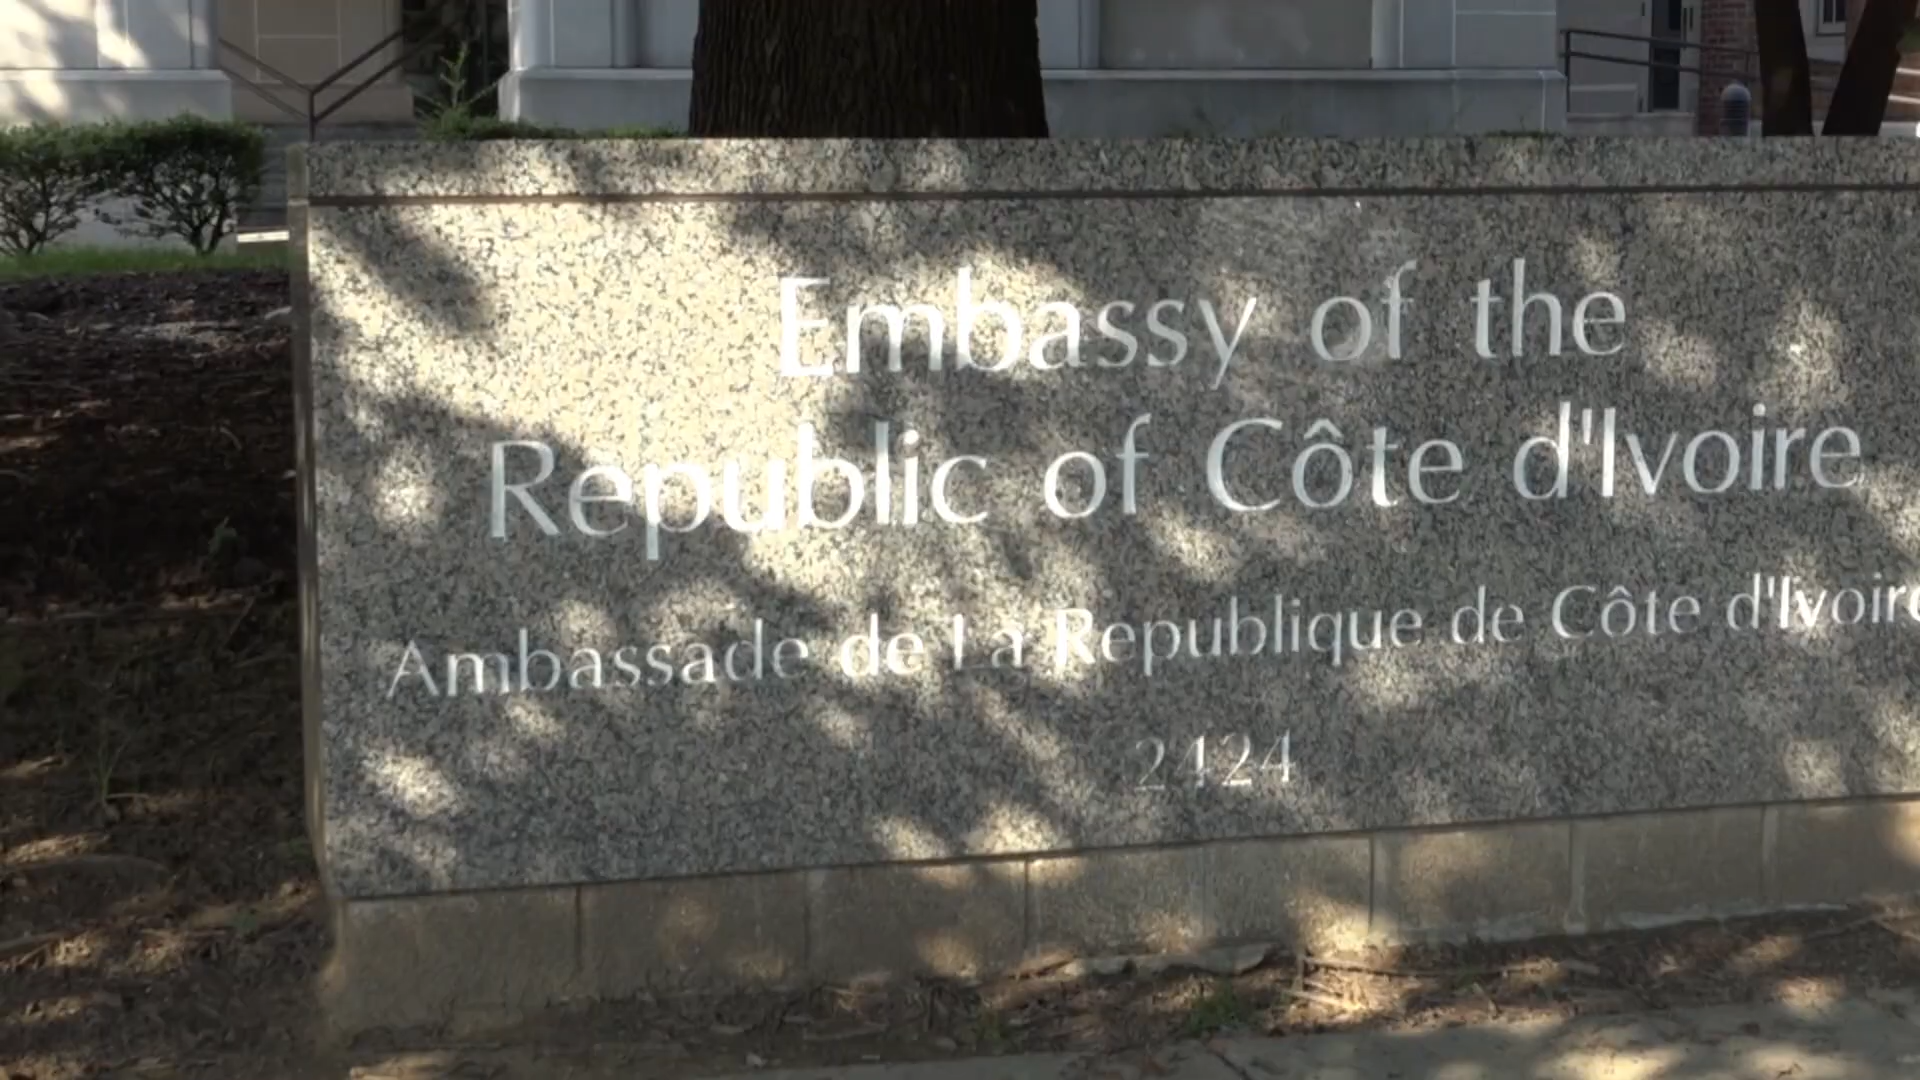 Embassy of the
Republic of Côte d'Ivoire
Ambassade de La Republique de Côte d'Ivoire
2424